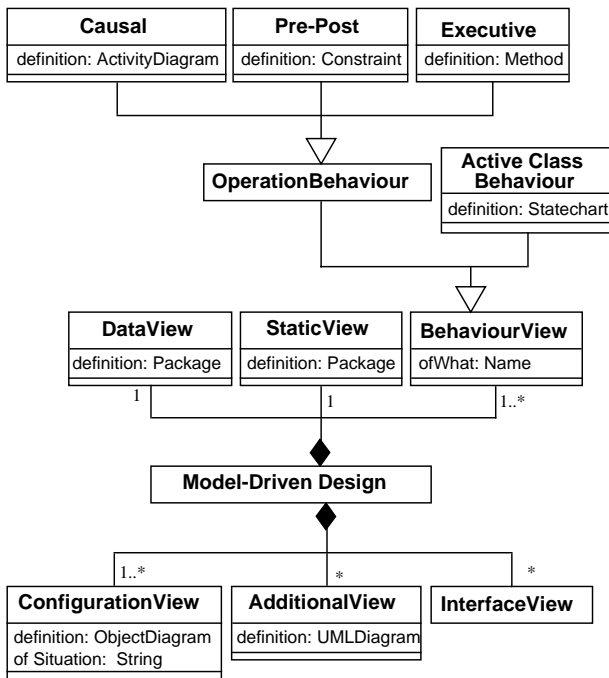 Causal
definition: ActivityDiagram
Pre-Post
definition: Constraint
Executive
definition: Method
OperationBehaviour
Active Class
Behaviour
definition: Statechart
DataView
definition: Package
StaticView
definition: Package
BehaviourView
ofWhat: Name
1
1
1..*
Model-Driven Design
1..*
*
*
ConfigurationView
definition: ObjectDiagram
of Situation: String
AdditionalView
definition: UMLDiagram
InterfaceView